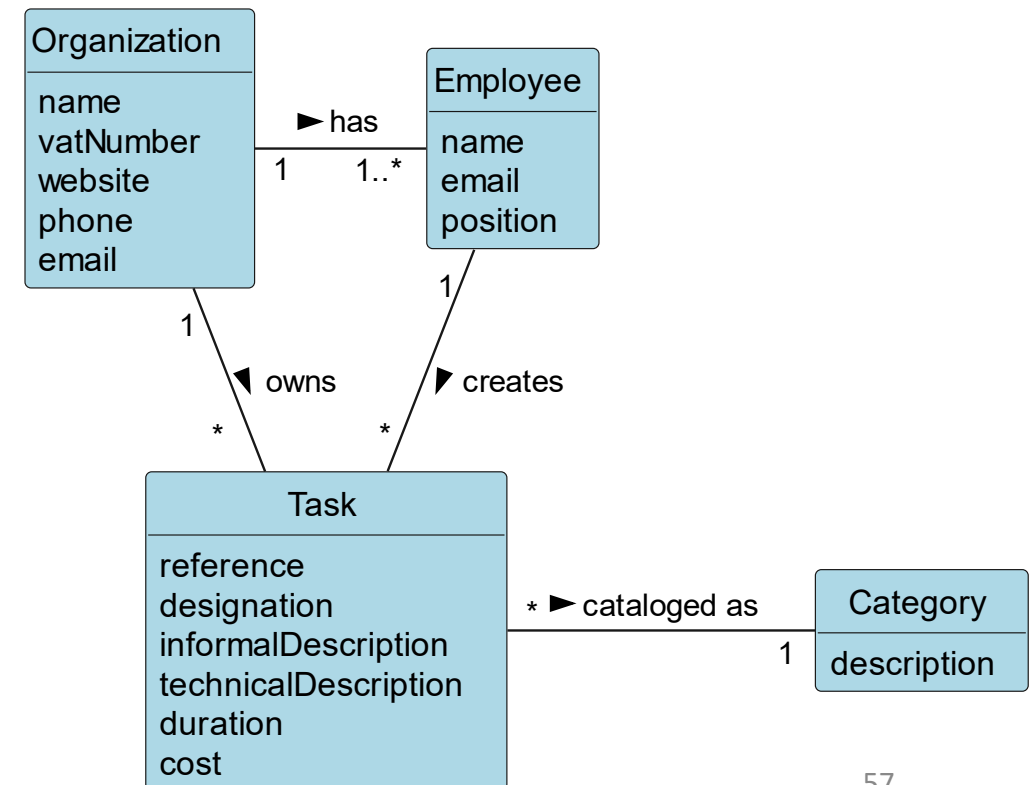 Organization
name
vatNumber
website
phone
email
► has
1
1..*
Employee
name
email
position
1
owns
*
1
creates
*
Task
reference
designation
informalDescription
technicalDescription
duration
cost
* ► cataloged as
1
Category
description
57